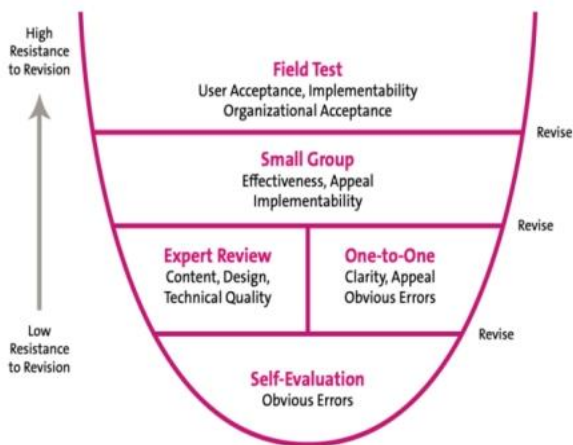 High
Resistance
to Revision
Field Test
User Acceptance, Implementability
Organizational Acceptance
Revise
Small Group
Effectiveness, Appeal
Implementability
Revise
Expert Review
Content, Design,
Technical Quality
One-to-One
Clarity, Appeal
Obvious Errors
Low
Resistance
to Revision
Revise
Self-Evaluation
Obvious Errors